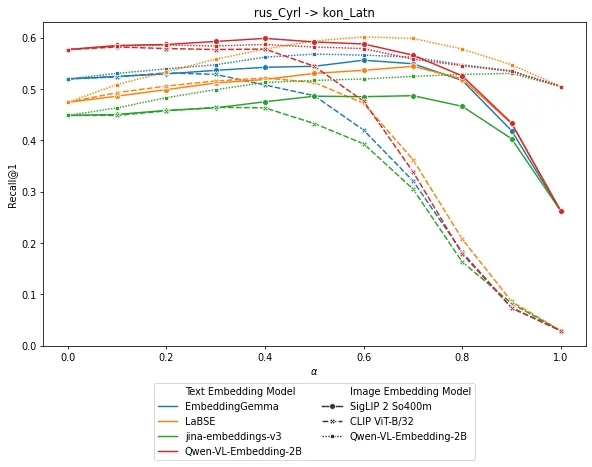 rus_Cyrl -> kon_Latn
Recall@1
0.6
0.5
0.4
0.3
0.2
0.1
0.0
0.0 0.2 0.4 0.6 0.8 1.0
α
Text Embedding Model
EmbeddingGemma
LaBSE
jina-embeddings-v3
Qwen-VL-Embedding-2B
Image Embedding Model
SigLIP 2 So400m
CLIP ViT-B/32
Qwen-VL-Embedding-2B